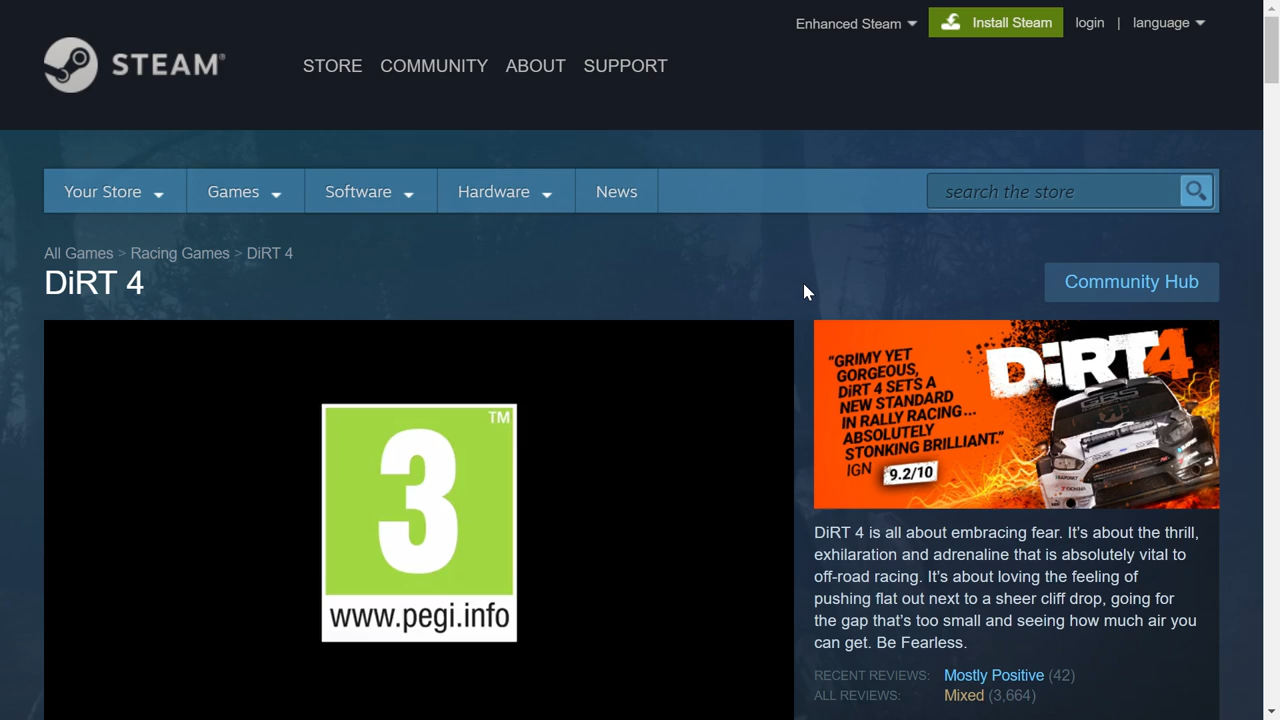 Enhanced Steam
Install Steam
login | language
STEAM®
STORE COMMUNITY ABOUT SUPPORT
Your Store Games Software Hardware News
search the store
All Games > Racing Games > DiRT 4
DiRT 4
Community Hub
3
TM
www.pegi.info
"GRIMY YET
GORGEOUS,
DiRT 4 SETS A
NEW STANDARD
IN RALLY RACING...
ABSOLUTELY
STONKING BRILLIANT."
IGN 9.2/10
DiRT 4
DiRT 4 is all about embracing fear. It's about the thrill,
exhilaration and adrenaline that is absolutely vital to
off-road racing. It's about loving the feeling of
pushing flat out next to a sheer cliff drop, going for
the gap that's too small and seeing how much air you
can get. Be Fearless.
RECENT REVIEWS: Mostly Positive (42)
ALL REVIEWS: Mixed (3,664)